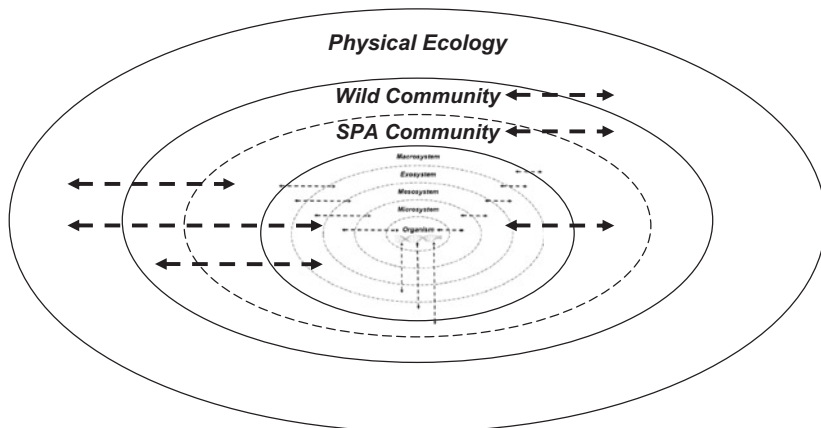 Physical Ecology
Wild Community
SPA Community
Macrosystem
Exosystem
Mesosystem
Microsystem
Organism